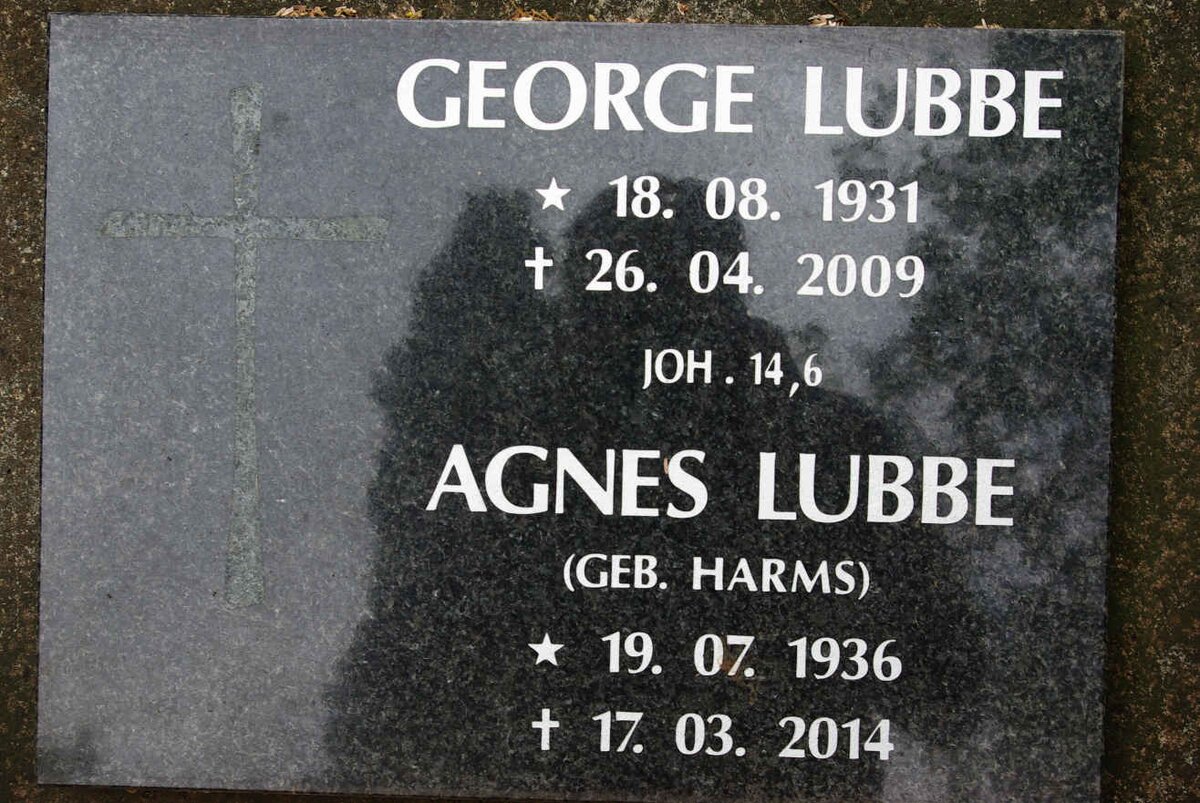 GEORGE LUBBE
★ 18. 08. 1931
✝ 26. 04. 2009
JOH. 14,6
AGNES LUBBE
(GEB. HARMS)
★ 19. 07. 1936
✝ 17. 03. 2014